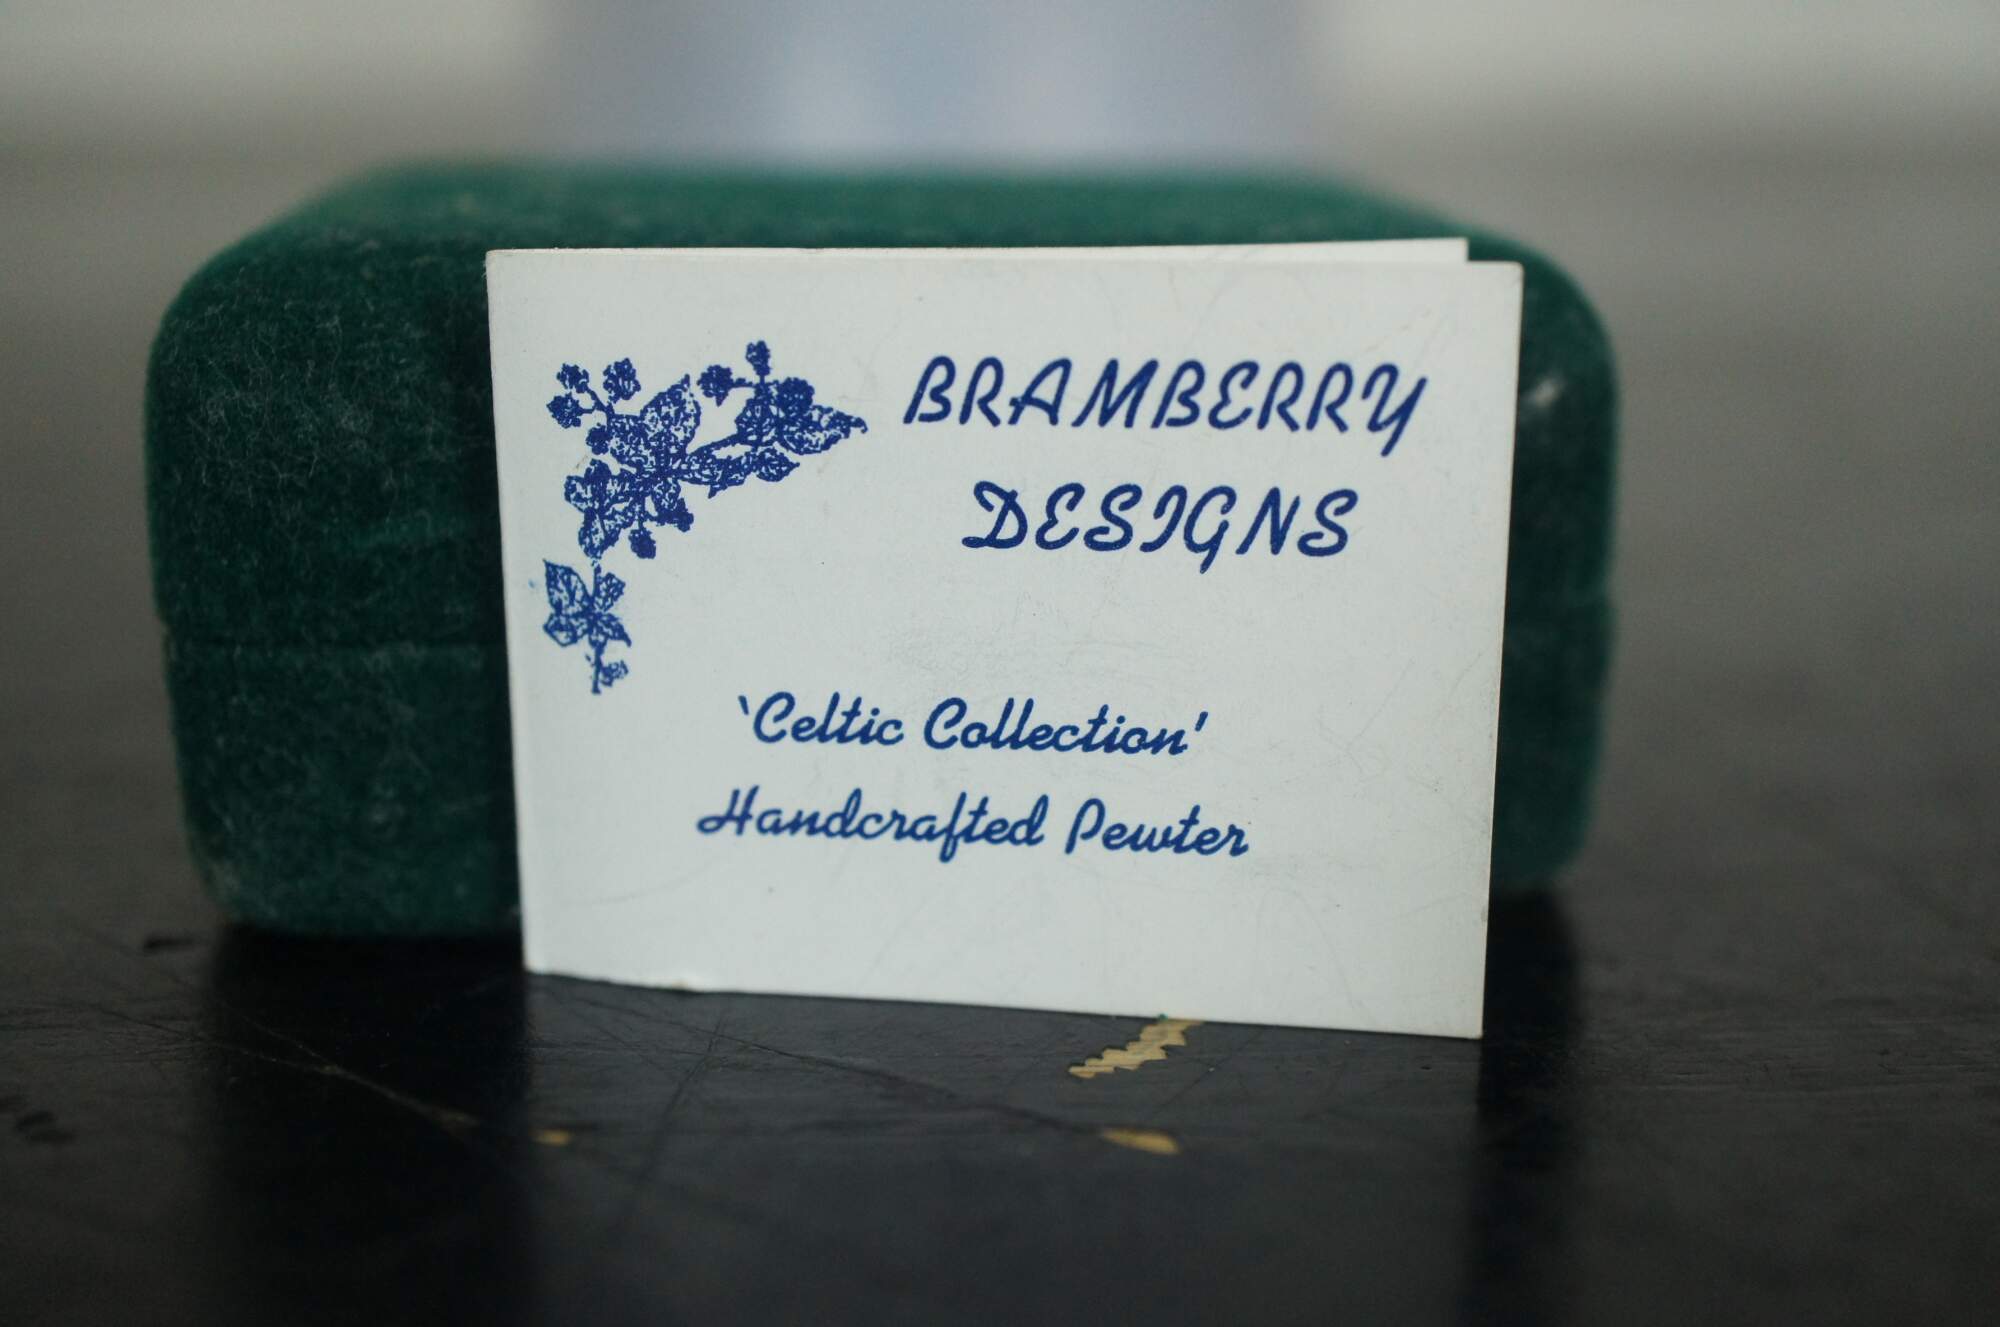 BRAMBERRY
DESIGNS
'Celtic Collection'
Handcrafted Pewter